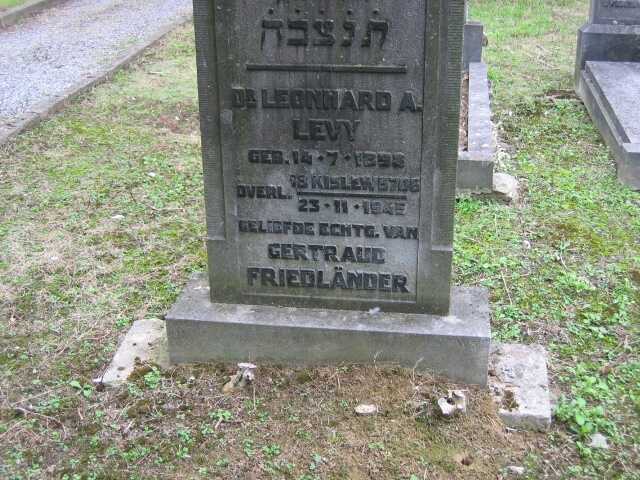 תנצבה
DR LEONHARD A.
LEVY
GEB. 14-7-1898
OVERL. 18 KISLEW 5706
23-11-1945
GELIEFDE ECHTG. VAN
GERTRAUD
FRIEDLÄNDER